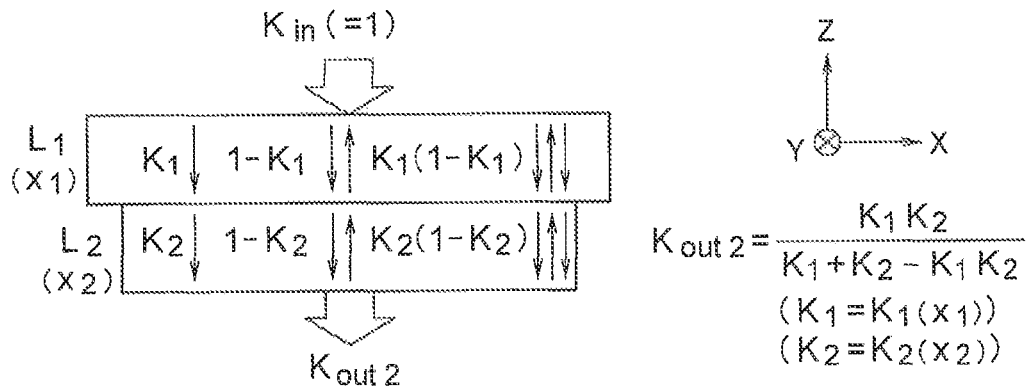 K in (=1)
L 1 K 1 1-K 1 K 1 (1-K 1 )
(x 1 )
L 2 K 2 1-K 2 K 2 (1-K 2 )
(x 2 )
K out 2
Z
Y X
K out 2 = K 1 K 2 / K 1 +K 2 - K 1 K 2
(K 1 =K 1 (x 1 ))
(K 2 =K 2 (x 2 ))